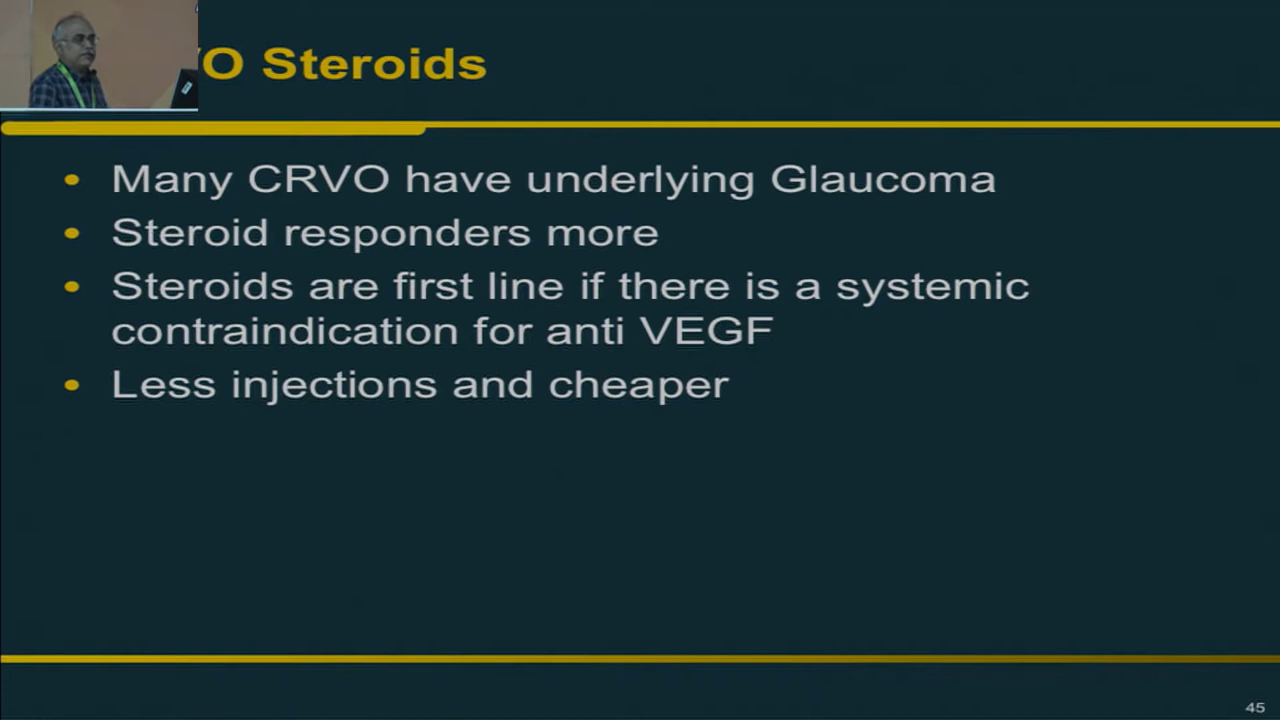 O Steroids
• Many CRVO have underlying Glaucoma
• Steroid responders more
• Steroids are first line if there is a systemic
contraindication for anti VEGF
• Less injections and cheaper
45